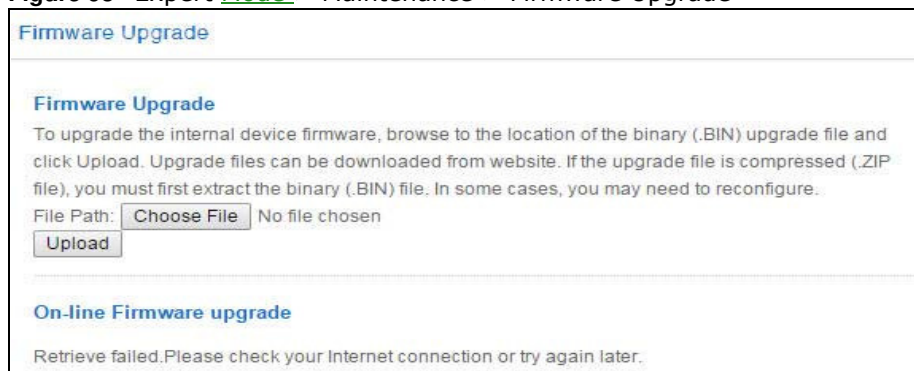 Firmware Upgrade
Firmware Upgrade
To upgrade the internal device firmware, browse to the location of the binary (.BIN) upgrade file and
click Upload. Upgrade files can be downloaded from website. If the upgrade file is compressed (.ZIP
file), you must first extract the binary (.BIN) file. In some cases, you may need to reconfigure.
File Path: Choose File No file chosen
Upload
On-line Firmware upgrade
Retrieve failed.Please check your Internet connection or try again later.